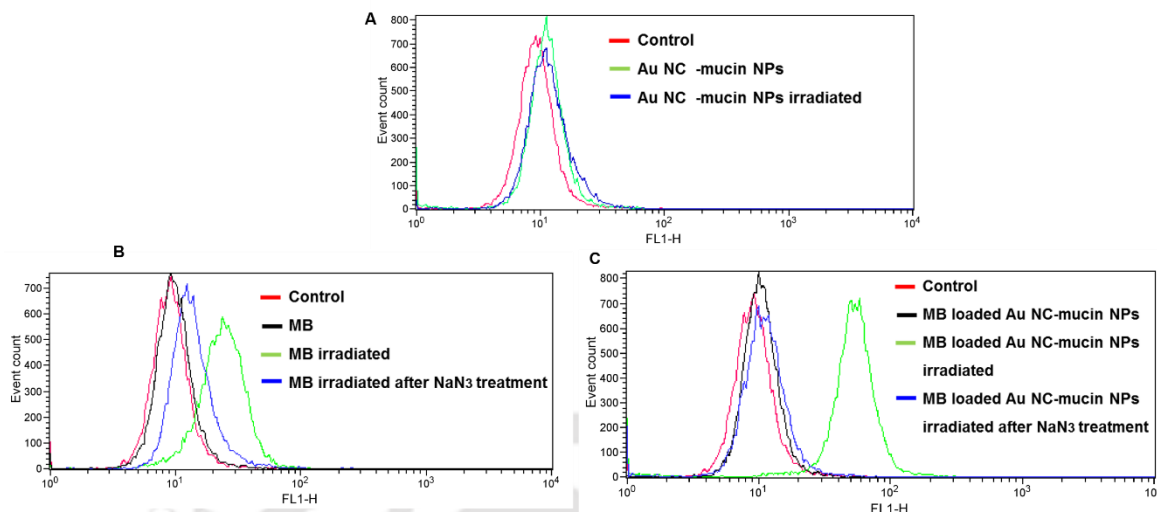 A
800
700
600
500
400
300
200
100
0
Event count
10⁰
10¹
10²
10³
10⁴
FL1-H
Control
Au NC -mucin NPs
Au NC -mucin NPs irradiated
B
700
600
500
400
300
200
100
0
Event count
10⁰
10¹
10²
10³
10⁴
FL1-H
Control
MB
MB irradiated
MB irradiated after NaN3 treatment
C
800
700
600
500
400
300
200
100
0
Event count
10⁰
10¹
10²
10³
10
FL1-H
Control
MB loaded Au NC-mucin NPs
MB loaded Au NC-mucin NPs
irradiated
MB loaded Au NC-mucin NPs
irradiated after NaN3 treatment